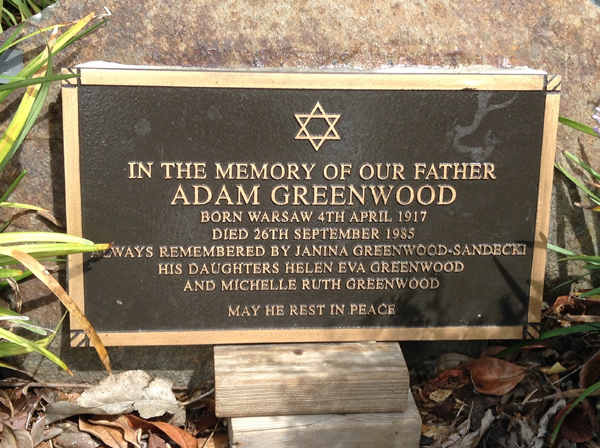 IN THE MEMORY OF OUR FATHER
ADAM GREENWOOD
BORN WARSAW 4TH APRIL 1917
DIED 26TH SEPTEMBER 1985
ALWAYS REMEMBERED BY JANINA GREENWOOD-SANDECKI
HIS DAUGHTERS HELEN EVA GREENWOOD
AND MICHELLE RUTH GREENWOOD
MAY HE REST IN PEACE